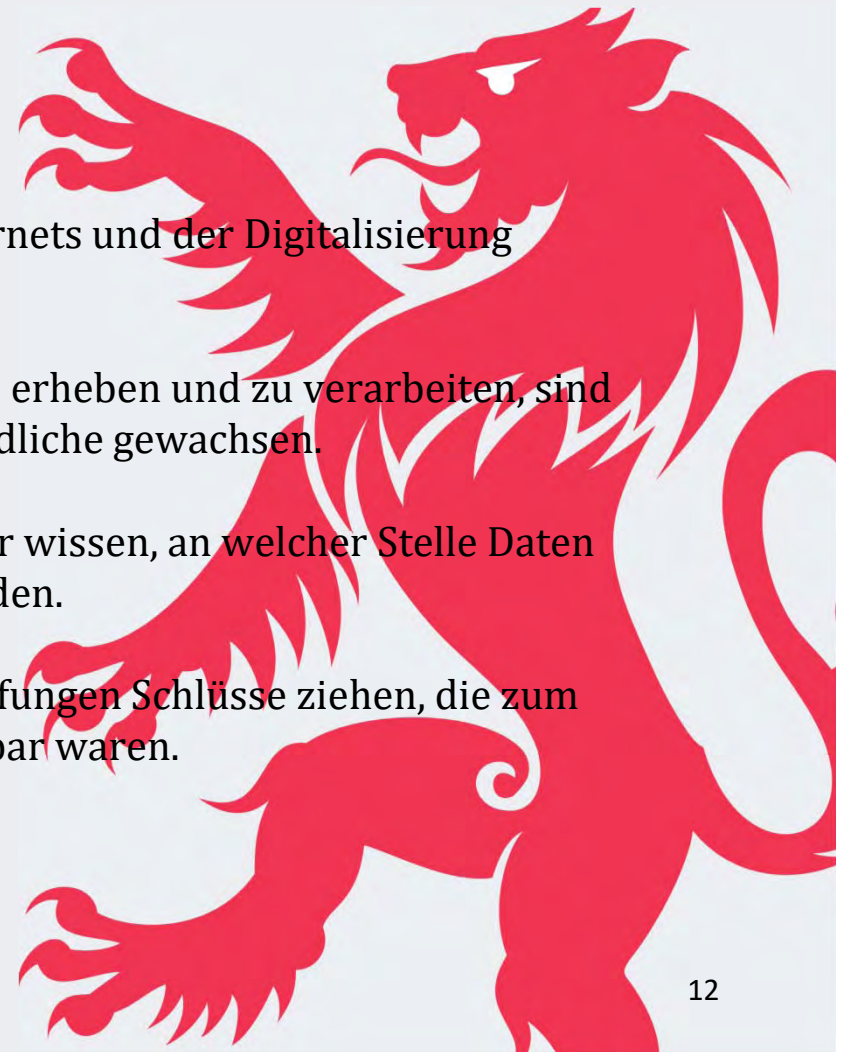 rnets und der Digitalisierung
erheben und zu verarbeiten, sind
dliche gewachsen.
r wissen, an welcher Stelle Daten
den.
fungen Schlüsse ziehen, die zum
bar waren.
12